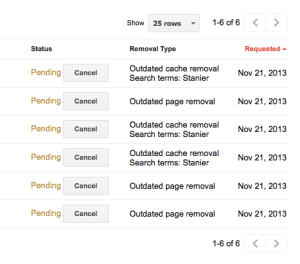 Show 25 rows 1-6 of 6
Status Removal Type Requested
Pending Cancel Outdated cache removal Nov 21, 2013
Search terms: Stanier
Pending Cancel Outdated page removal Nov 21, 2013
Pending Cancel Outdated cache removal Nov 21, 2013
Search terms: Stanier
Pending Cancel Outdated cache removal Nov 21, 2013
Search terms: Stanier
Pending Cancel Outdated page removal Nov 21, 2013
Pending Cancel Outdated page removal Nov 21, 2013
1-6 of 6